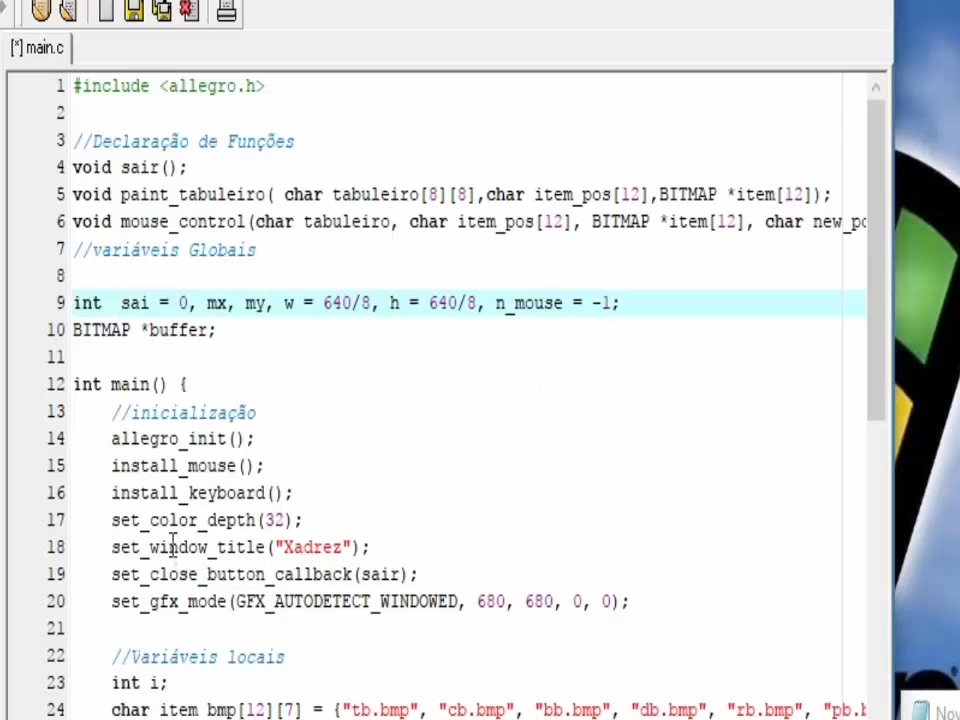 [*] main.c
1 #include <allegro.h>
2
3 //Declaração de Funções
4 void sair();
5 void paint_tabuleiro( char tabuleiro[8][8],char item_pos[12],BITMAP *item[12]);
6 void mouse_control(char tabuleiro, char item_pos[12], BITMAP *item[12], char new_po
7 //variáveis Globais
8
9 int  sai = 0, mx, my, w = 640/8, h = 640/8, n_mouse = -1;
10 BITMAP *buffer;
11
12 int main() {
13 //inicialização
14 allegro_init();
15 install_mouse();
16 install_keyboard();
17 set_color_depth(32);
18 set_window_title("Xadrez");
19 set_close_button_callback(sair);
20 set_gfx_mode(GFX_AUTODETECT_WINDOWED, 680, 680, 0, 0);
21
22 //Variáveis locais
23 int i;
24 char item_bmp[12][7] = {"tb.bmp", "cb.bmp", "bb.bmp", "db.bmp", "rb.bmp", "pb.b